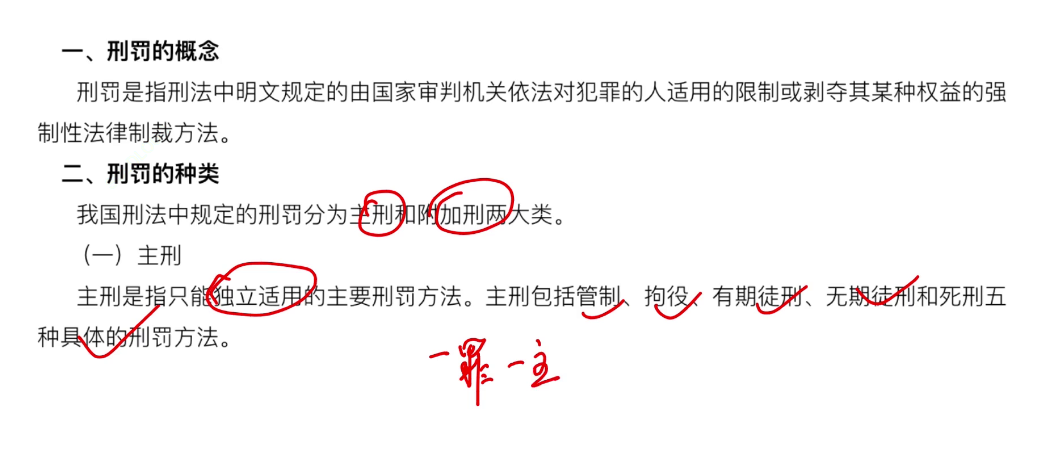 一、刑罚的概念
刑罚是指刑法中明文规定的由国家审判机关依法对犯罪的人适用的限制或剥夺其某种权益的强
制性法律制裁方法。
二、刑罚的种类
我国刑法中规定的刑罚分为主刑和附加刑两大类。
（一）主刑
主刑是指只能独立适用的主要刑罚方法。主刑包括管制、拘役、有期徒刑、无期徒刑和死刑五
种具体的刑罚方法。
一罪一主